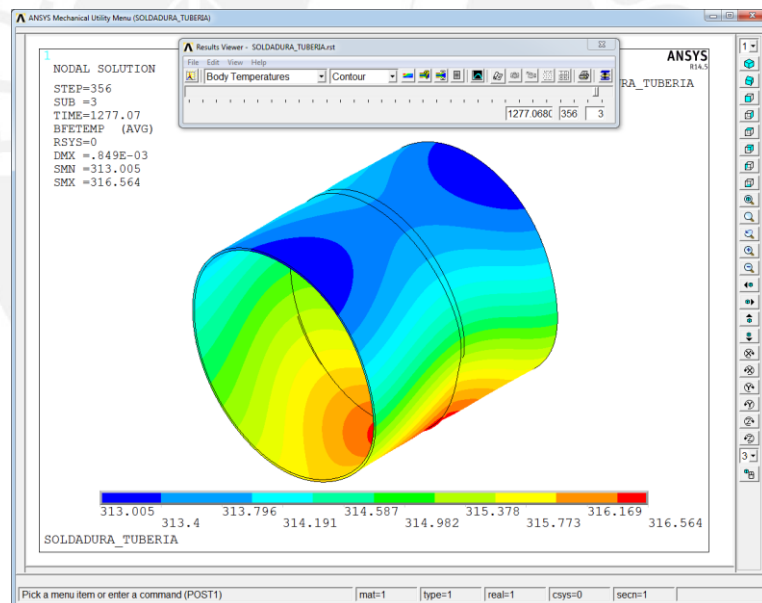 ANSYS Mechanical Utility Menu (SOLDADURA_TUBERIA)
Results Viewer - SOLDADURA_TUBERIA.rst
File Edit View Help
Body Temperatures Contour
1277.068 356 3
1
NODAL SOLUTION
STEP=356
SUB =3
TIME=1277.07
BFETEMP (AVG)
RSYS=0
DMX =.849E-03
SMN =313.005
SMX =316.564
ANSYS
R14.5
RA_TUBERIA
1
3
313.005 313.796 314.587 315.378 316.169
313.4 314.191 314.982 315.773 316.564
SOLDADURA_TUBERIA
Pick a menu item or enter a command (POST1) mat=1 type=1 real=1 csys=0 secn=1